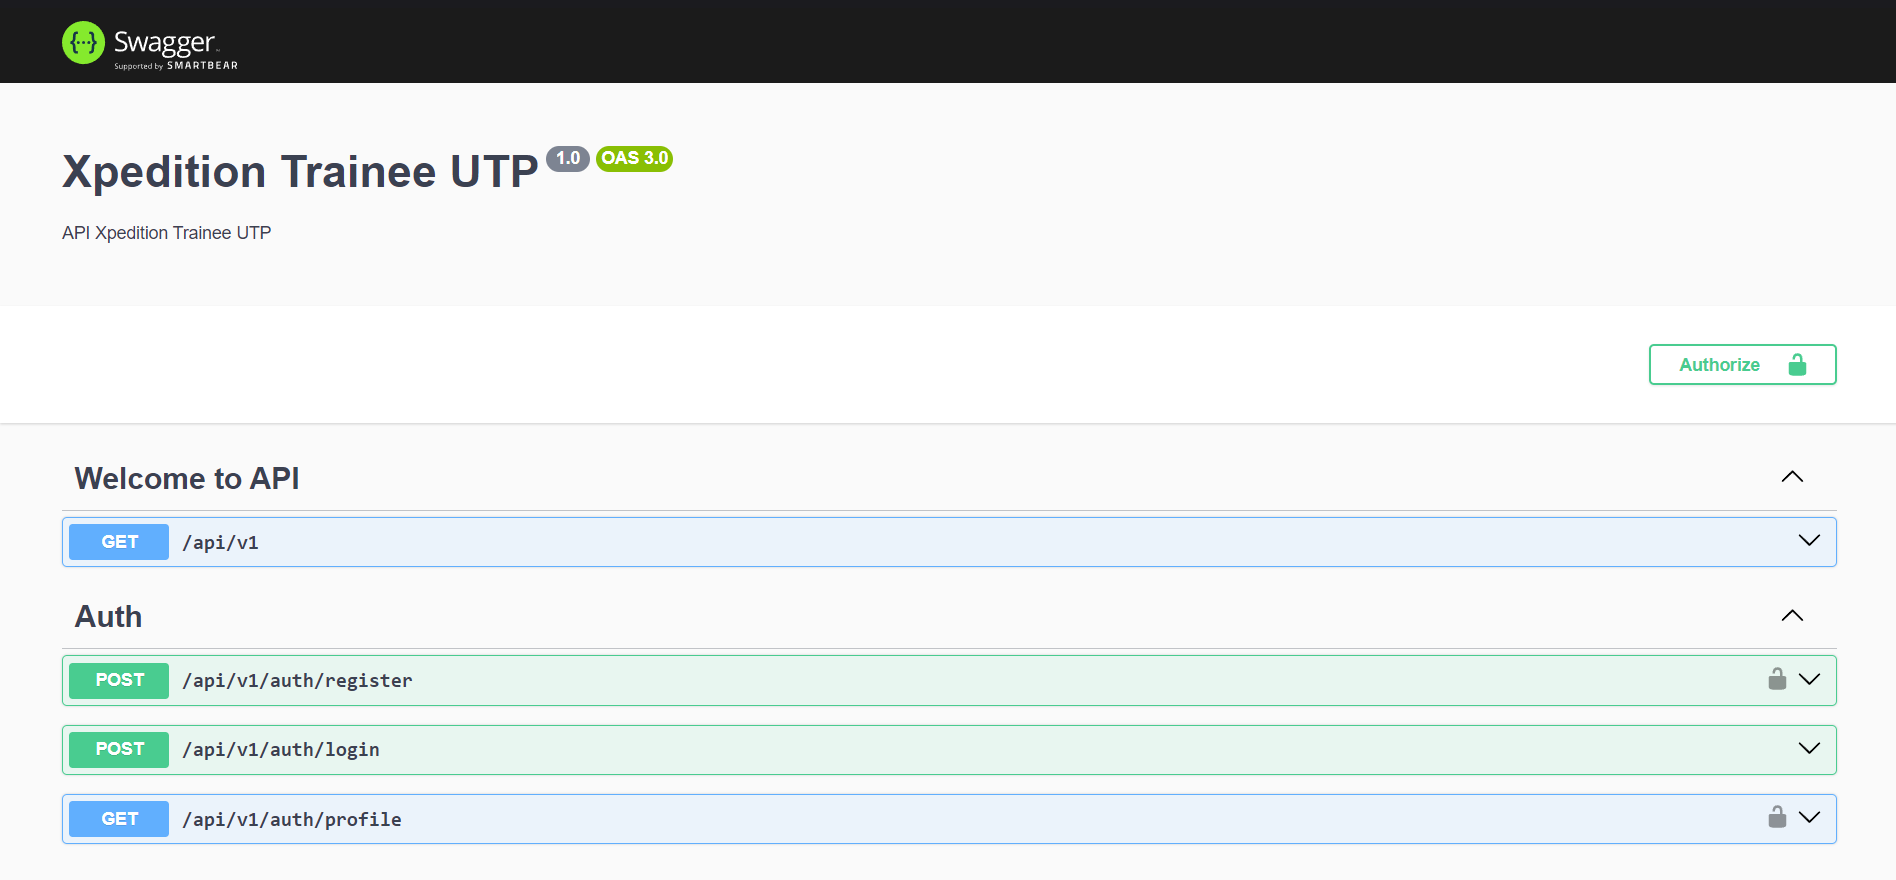 Swagger
Supported by SMARTBEAR
Xpedition Trainee UTP 1.0 OAS 3.0
API Xpedition Trainee UTP
Authorize
Welcome to API
GET /api/v1
Auth
POST /api/v1/auth/register
POST /api/v1/auth/login
GET /api/v1/auth/profile